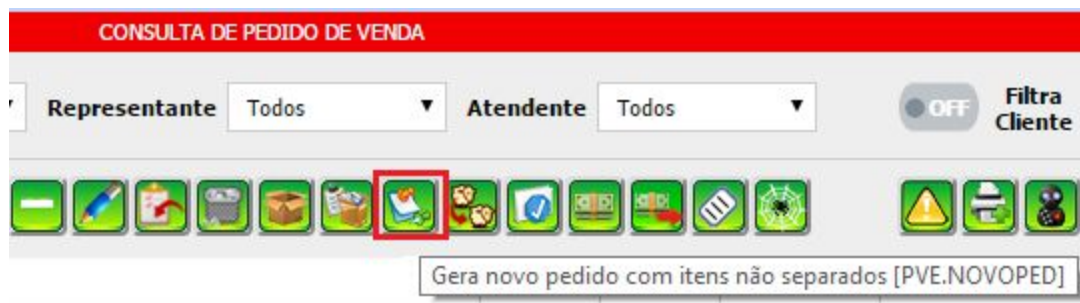 CONSULTA DE PEDIDO DE VENDA
Representante Todos Atendente Todos OFF Filtra
Cliente
Gera novo pedido com itens não separados [PVE.NOVOPED]